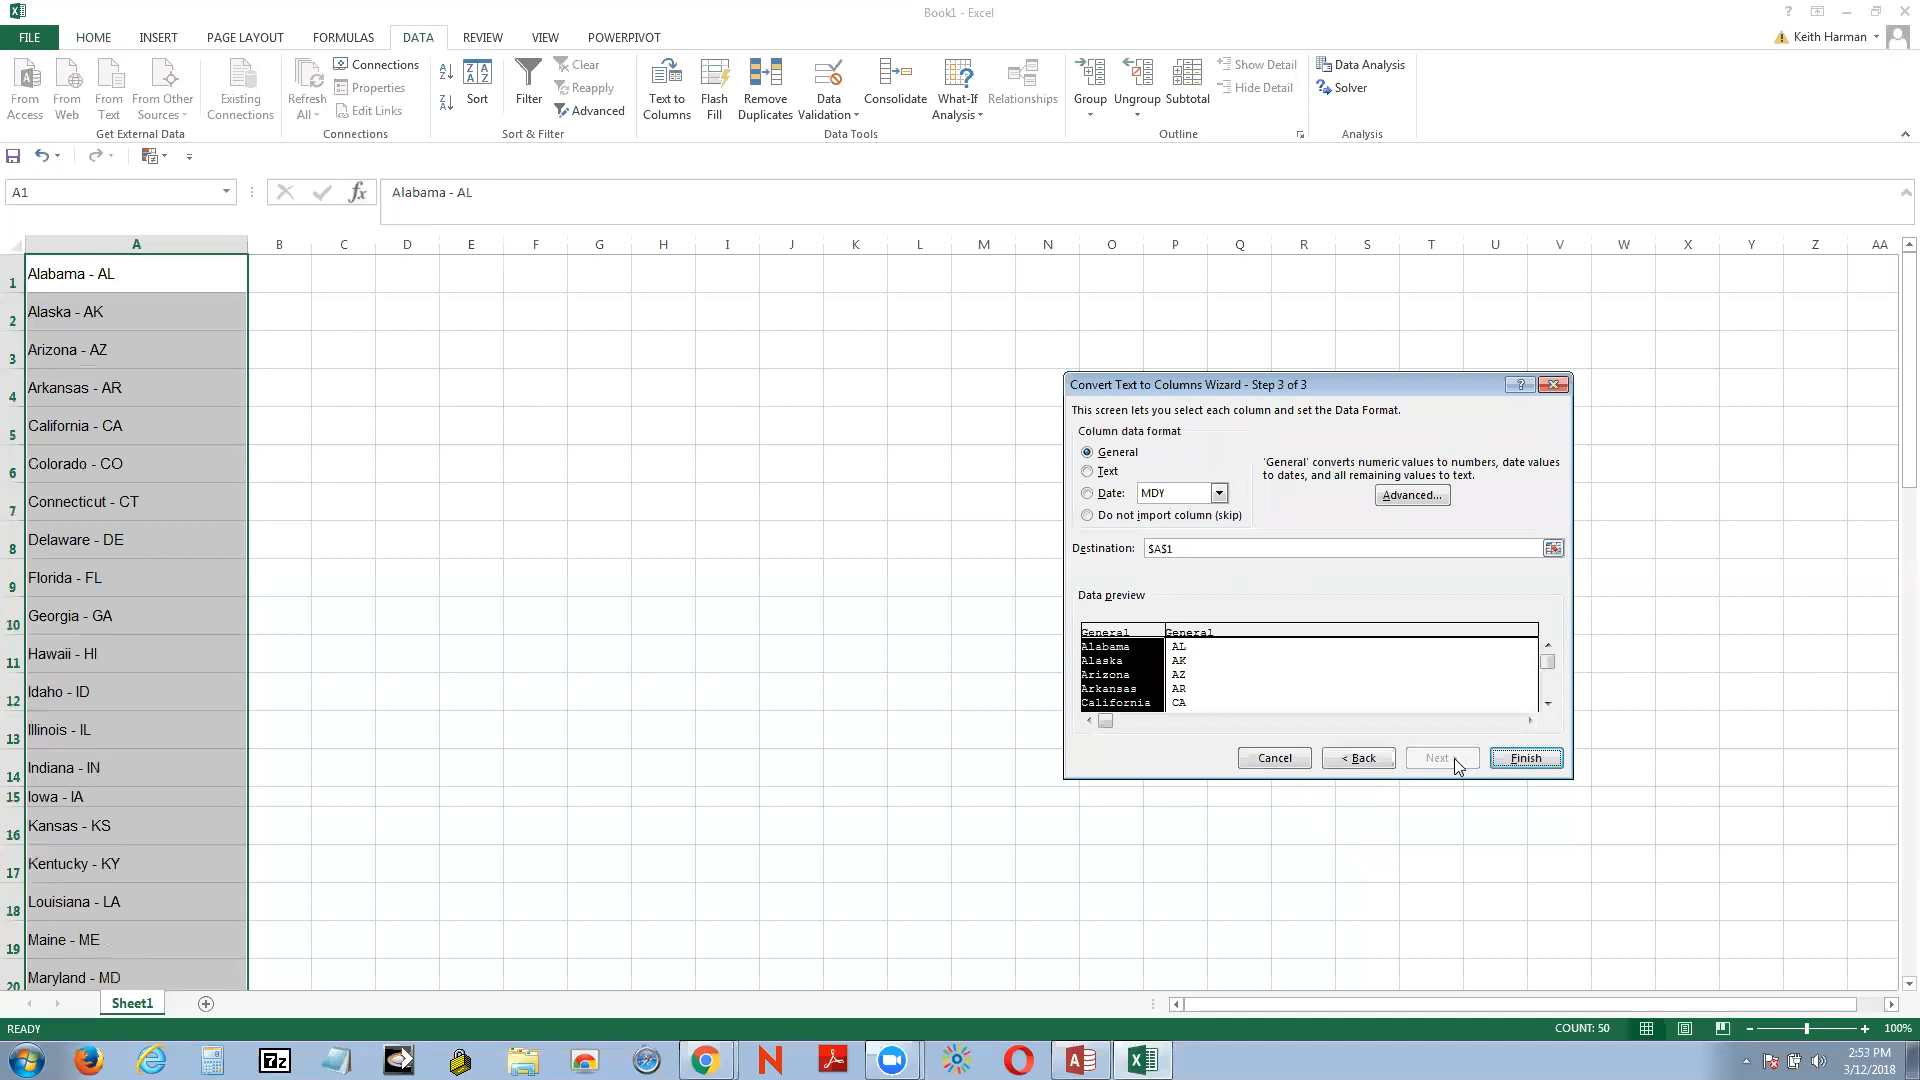 Book1 - Excel
FILE HOME INSERT PAGE LAYOUT FORMULAS DATA REVIEW VIEW POWERPIVOT
Keith Harman
From Access
From Web
From Text
From Other Sources
Existing Connections
Get External Data
Refresh All
Connections
Properties
Edit Links
Connections
Sort
Filter
Clear
Reapply
Advanced
Sort & Filter
Text to Columns
Flash Fill
Remove Duplicates
Data Validation
Consolidate
What-If Analysis
Relationships
Data Tools
Group
Ungroup
Subtotal
Show Detail
Hide Detail
Outline
Data Analysis
Solver
Analysis
A1
fx
Alabama - AL
A B C D E F G H I J K L M N O P Q R S T U V W X Y Z AA
1 Alabama - AL
2 Alaska - AK
3 Arizona - AZ
4 Arkansas - AR
5 California - CA
6 Colorado - CO
7 Connecticut - CT
8 Delaware - DE
9 Florida - FL
10 Georgia - GA
11 Hawaii - HI
12 Idaho - ID
13 Illinois - IL
14 Indiana - IN
15 Iowa - IA
16 Kansas - KS
17 Kentucky - KY
18 Louisiana - LA
19 Maine - ME
20 Maryland - MD
Convert Text to Columns Wizard - Step 3 of 3
This screen lets you select each column and set the Data Format.
Column data format
General
Text
Date: MDY
Do not import column (skip)
'General' converts numeric values to numbers, date values
to dates, and all remaining values to text.
Advanced...
Destination: $A$1
Data preview
General General
Alabama AL
Alaska AK
Arizona AZ
Arkansas AR
California CA
Cancel < Back Next Finish
Sheet1
READY COUNT: 50 100%
7z
2:53 PM
3/12/2018